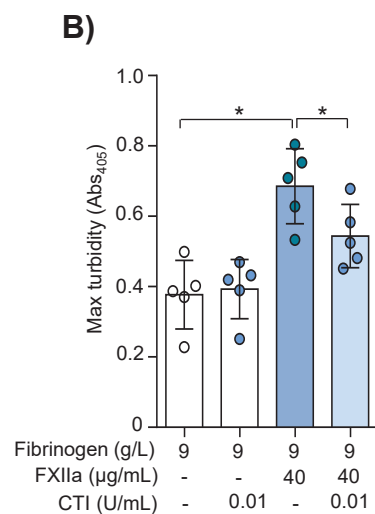 B)
Max turbidity (Abs405)
1.0
0.8
0.6
0.4
0.2
0
* *
Fibrinogen (g/L) 9 9 9 9
FXIIa (µg/mL) - - 40 40
CTI (U/mL) - 0.01 - 0.01